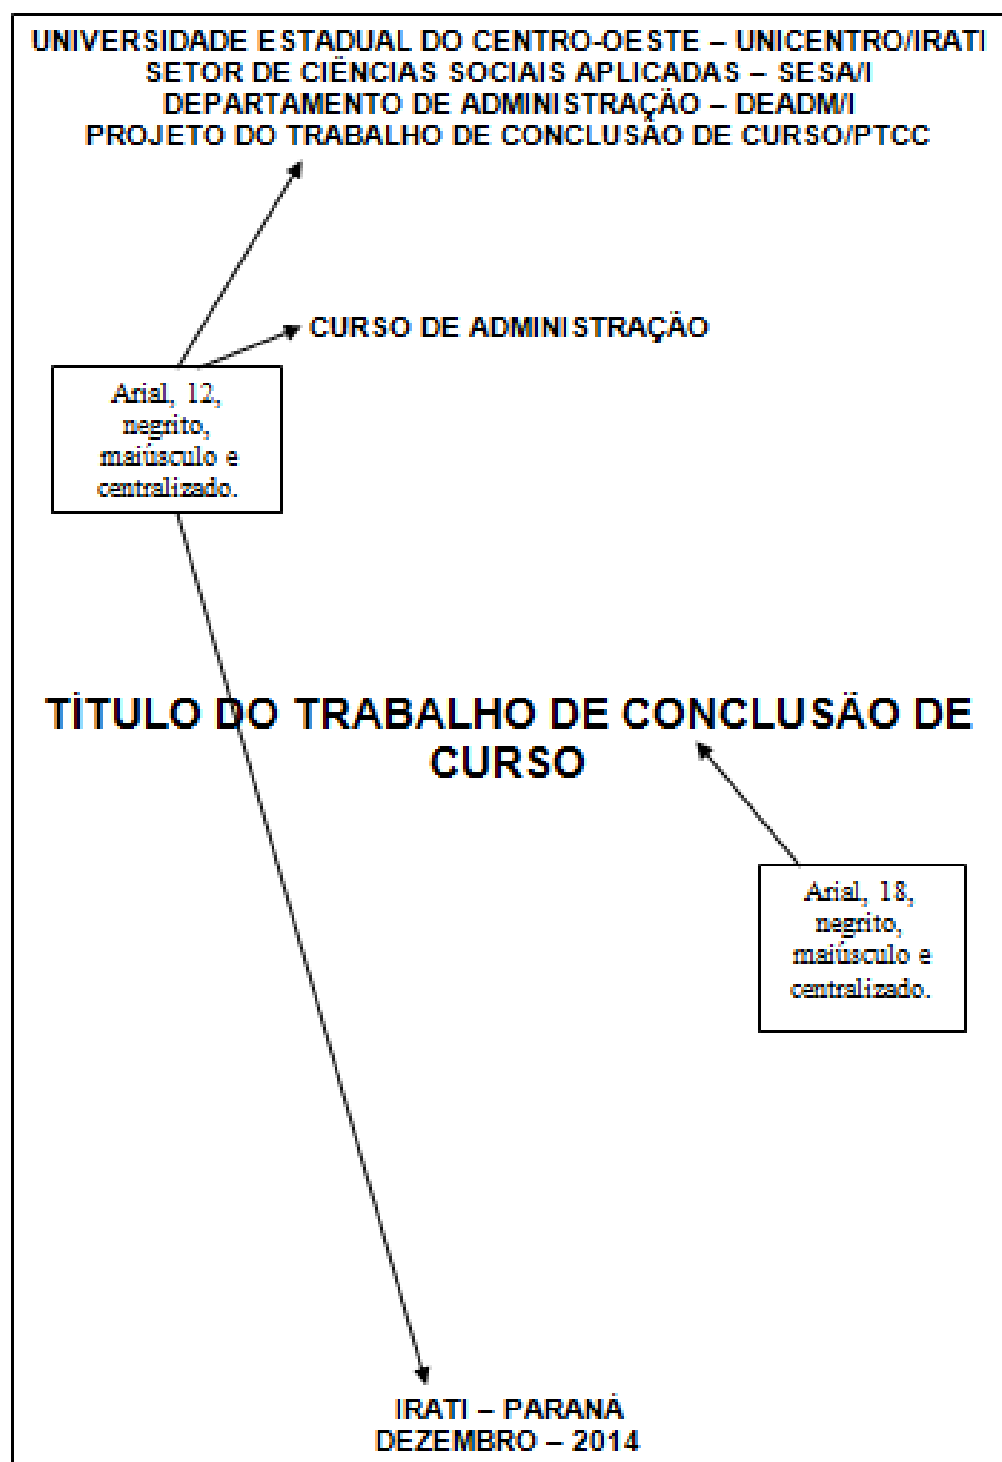 UNIVERSIDADE ESTADUAL DO CENTRO-OESTE – UNICENTRO/IRATI
SETOR DE CIÊNCIAS SOCIAIS APLICADAS – SESA/I
DEPARTAMENTO DE ADMINISTRAÇÃO – DEADM/I
PROJETO DO TRABALHO DE CONCLUSÃO DE CURSO/PTCC
CURSO DE ADMINISTRAÇÃO
Arial, 12,
negrito,
maiúsculo e
centralizado.
TÍTULO DO TRABALHO DE CONCLUSÃO DE
CURSO
Arial, 18,
negrito,
maiúsculo e
centralizado.
IRATI – PARANÁ
DEZEMBRO – 2014